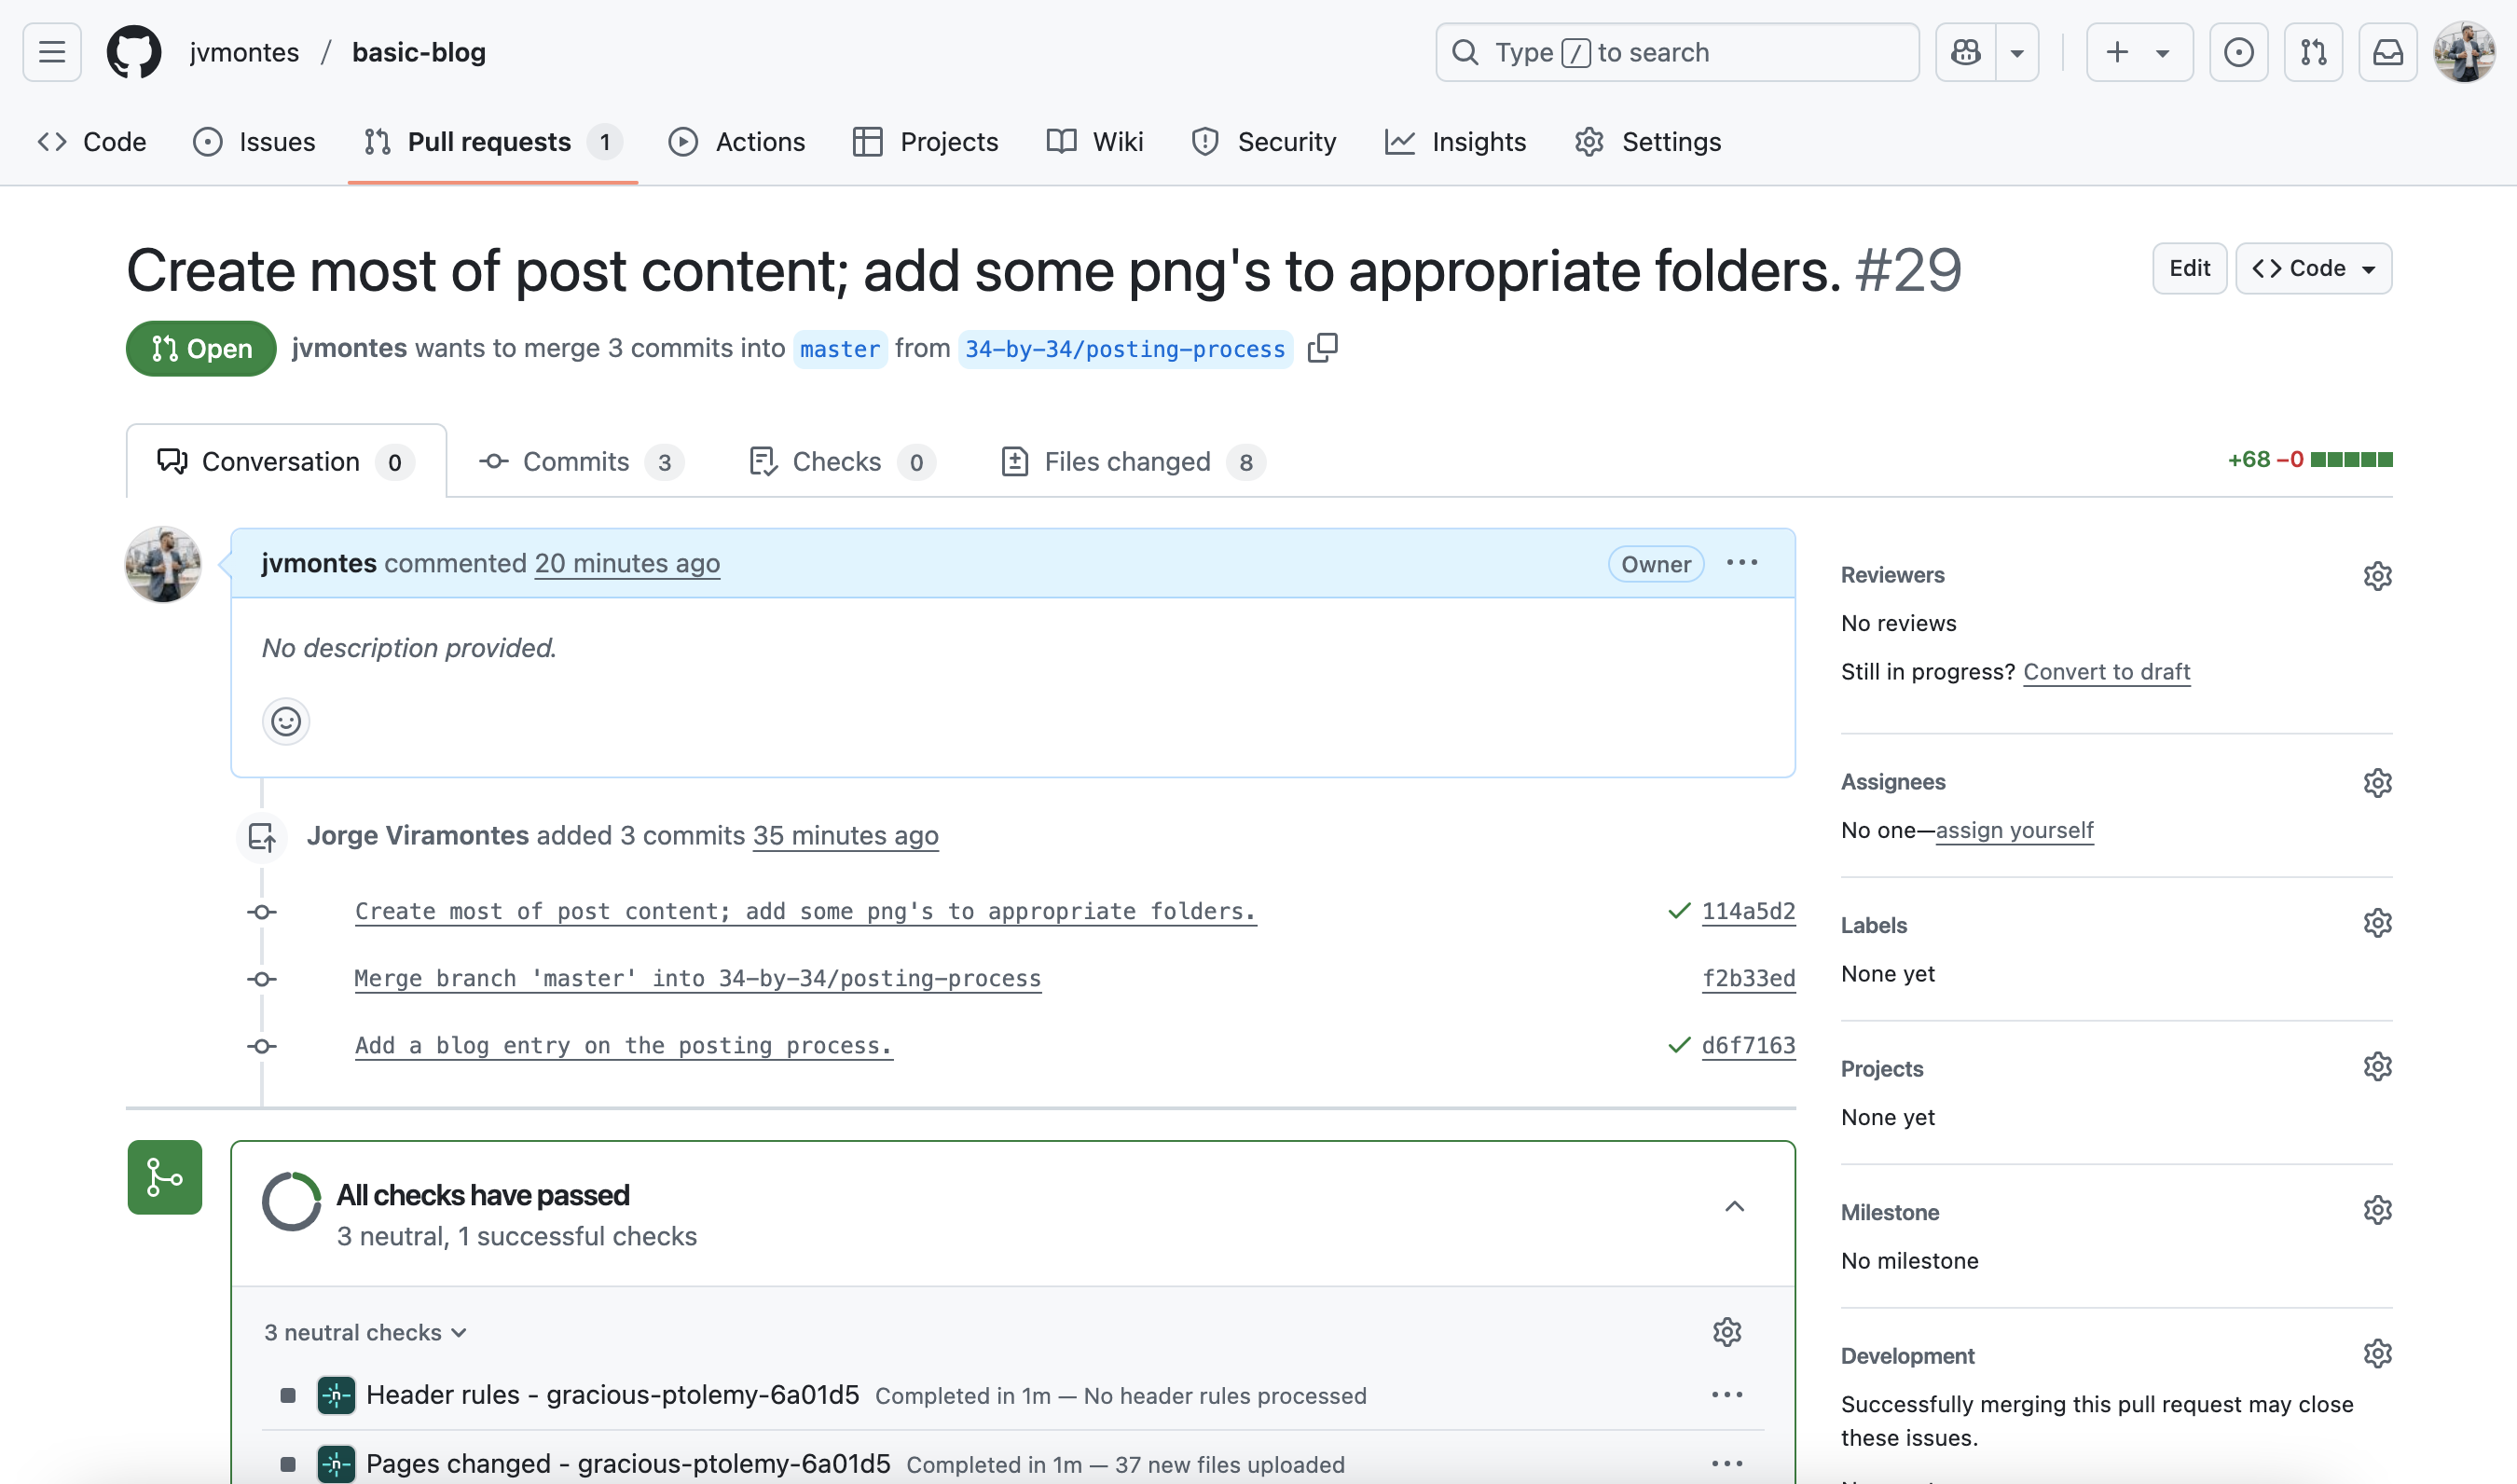 jvmontes / basic-blog
Type / to search
Code Issues Pull requests 1 Actions Projects Wiki Security Insights Settings
Create most of post content; add some png's to appropriate folders. #29
Edit Code
Open jvmontes wants to merge 3 commits into master from 34-by-34/posting-process
Conversation 0 Commits 3 Checks 0 Files changed 8
+68 −0
jvmontes commented 20 minutes ago
Owner
No description provided.
Jorge Viramontes added 3 commits 35 minutes ago
Create most of post content; add some png's to appropriate folders.
114a5d2
Merge branch 'master' into 34-by-34/posting-process
f2b33ed
Add a blog entry on the posting process.
d6f7163
All checks have passed
3 neutral, 1 successful checks
3 neutral checks
Header rules - gracious-ptolemy-6a01d5 Completed in 1m — No header rules processed
Pages changed - gracious-ptolemy-6a01d5 Completed in 1m — 37 new files uploaded
Reviewers
No reviews
Still in progress? Convert to draft
Assignees
No one—assign yourself
Labels
None yet
Projects
None yet
Milestone
No milestone
Development
Successfully merging this pull request may close
these issues.